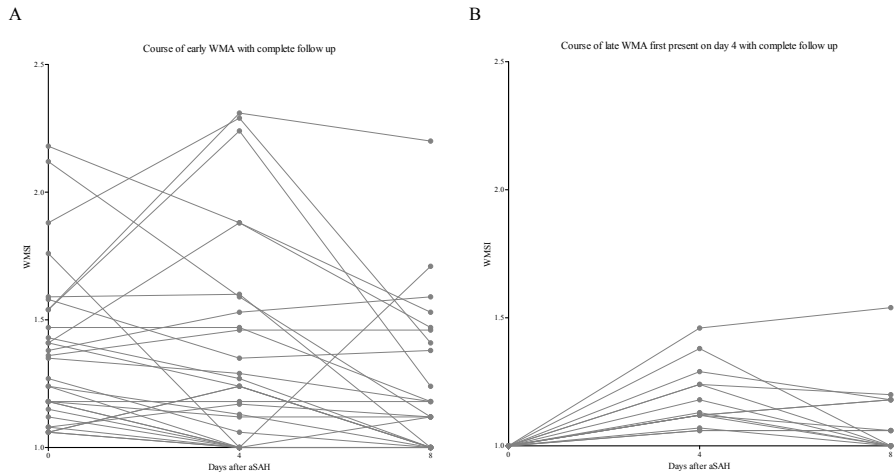 A
B
Course of early WMA with complete follow up
2.5
2.0
1.5
1.0
WMSI
0
4
8
Days after aSAH
Course of late WMA first present on day 4 with complete follow up
2.5
2.0
1.5
1.0
WMSI
0
4
8
Days after aSAH